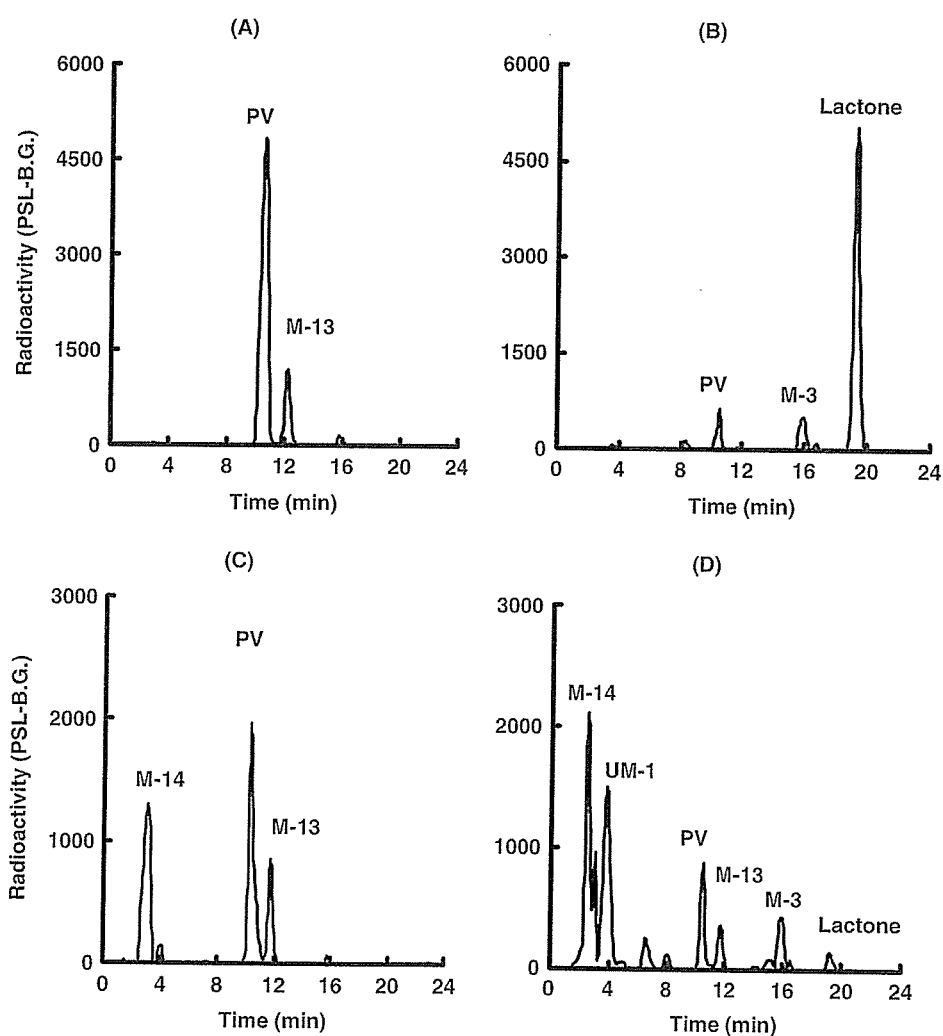 (A)
6000
4500
3000
1500
0
Radioactivity (PSL-B.G.)
PV
M-13
0 4 8 12 16 20 24
Time (min)
(B)
6000
4500
3000
1500
0
PV
M-3
Lactone
0 4 8 12 16 20 24
Time (min)
(C)
3000
2000
1000
0
Radioactivity (PSL-B.G.)
M-14
PV
M-13
0 4 8 12 16 20 24
Time (min)
(D)
3000
2000
1000
0
M-14
UM-1
PV
M-13
M-3
Lactone
0 4 8 12 16 20 24
Time (min)